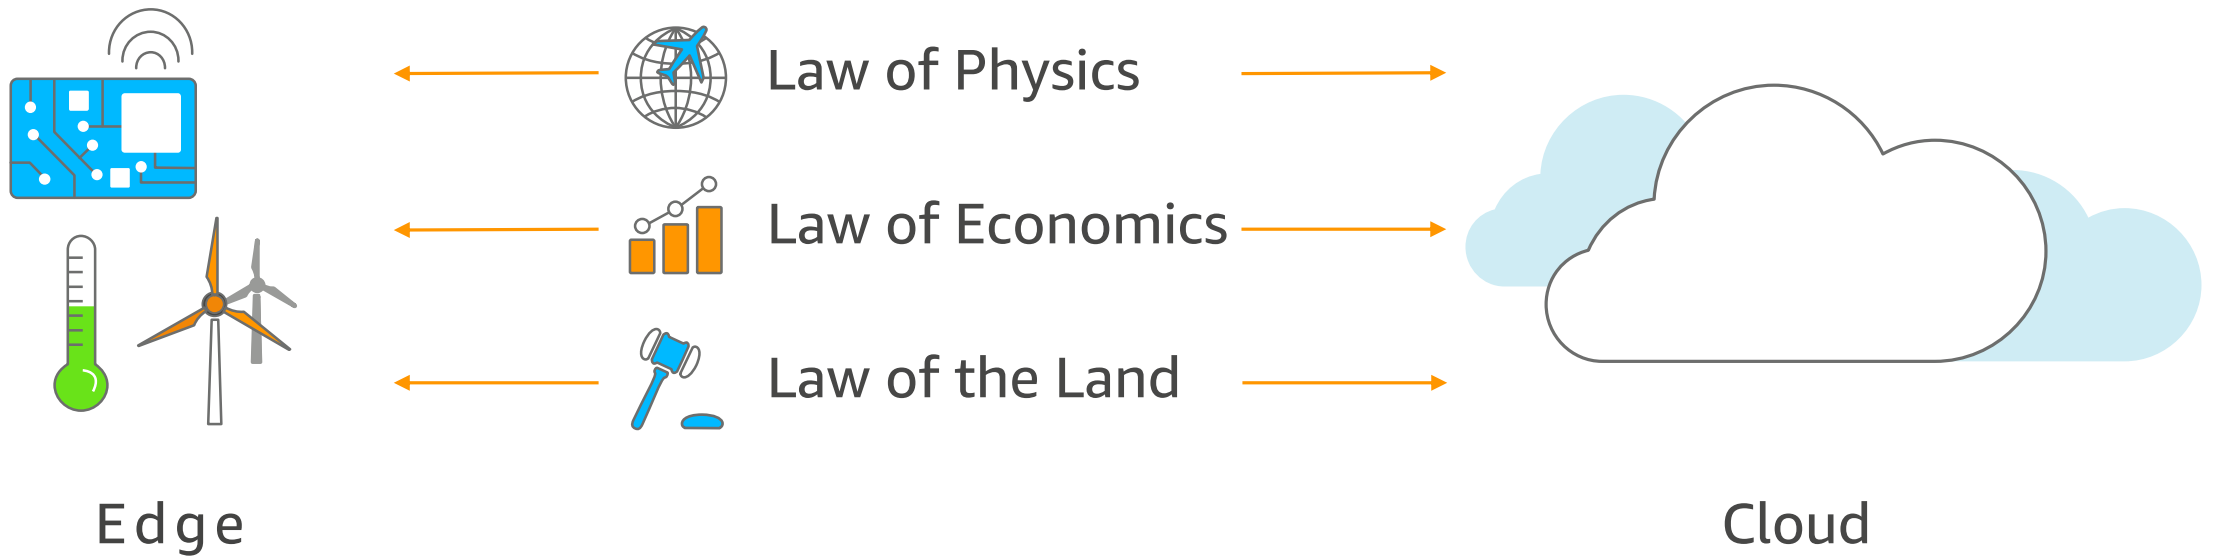 Law of Physics
Law of Economics
Law of the Land
Edge
Cloud